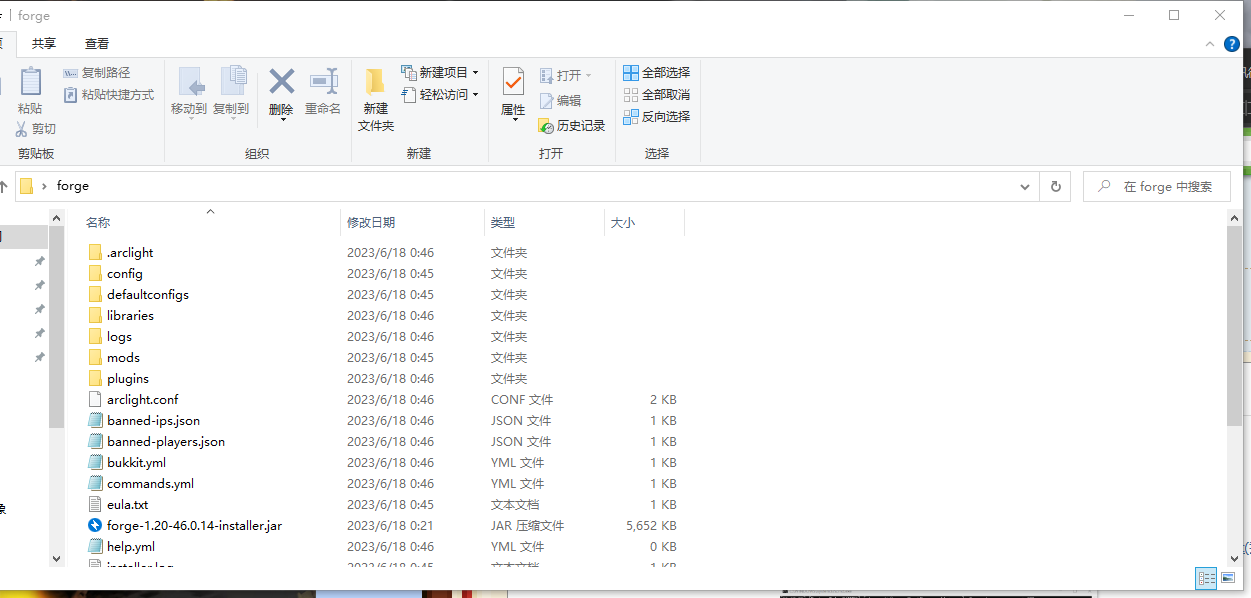 forge
共享
查看
粘贴
复制路径
粘贴快捷方式
剪切
剪贴板
移动到
复制到
删除
重命名
组织
新建
文件夹
新建项目
轻松访问
新建
属性
打开
编辑
历史记录
打开
全部选择
全部取消
反向选择
选择
forge
在 forge 中搜索
名称 修改日期 类型 大小
.arclight 2023/6/18 0:46 文件夹
config 2023/6/18 0:45 文件夹
defaultconfigs 2023/6/18 0:45 文件夹
libraries 2023/6/18 0:46 文件夹
logs 2023/6/18 0:46 文件夹
mods 2023/6/18 0:45 文件夹
plugins 2023/6/18 0:46 文件夹
arclight.conf 2023/6/18 0:46 CONF 文件 2 KB
banned-ips.json 2023/6/18 0:46 JSON 文件 1 KB
banned-players.json 2023/6/18 0:46 JSON 文件 1 KB
bukkit.yml 2023/6/18 0:46 YML 文件 1 KB
commands.yml 2023/6/18 0:46 YML 文件 1 KB
eula.txt 2023/6/18 0:45 文本文档 1 KB
forge-1.20-46.0.14-installer.jar 2023/6/18 0:21 JAR 压缩文件 5,652 KB
help.yml 2023/6/18 0:46 YML 文件 0 KB
installer.log 2023/6/18 0:45 文本文档 1 KB